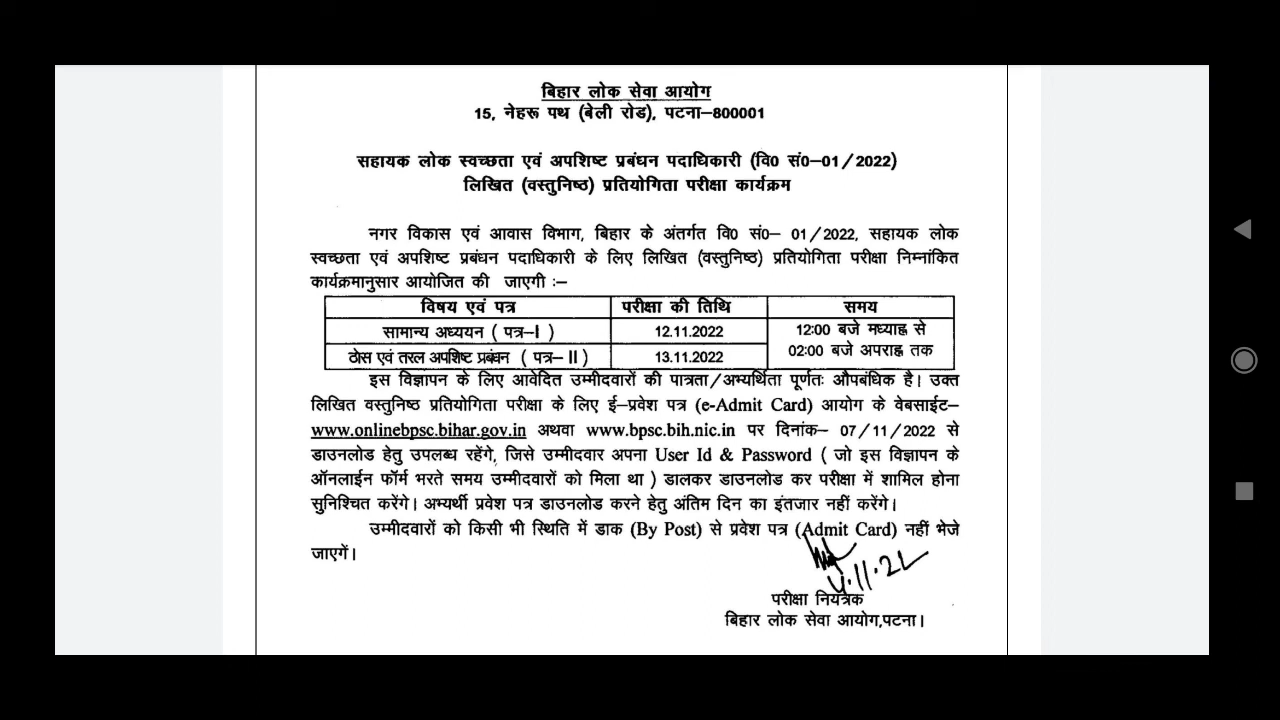 बिहार लोक सेवा आयोग
15, नेहरू पथ (बेली रोड), पटना–800001
सहायक लोक स्वच्छता एवं अपशिष्ट प्रबंधन पदाधिकारी (वि0 सं0–01/2022)
लिखित (वस्तुनिष्ठ) प्रतियोगिता परीक्षा कार्यक्रम
नगर विकास एवं आवास विभाग, बिहार के अंतर्गत वि0 सं0– 01/2022, सहायक लोक
स्वच्छता एवं अपशिष्ट प्रबंधन पदाधिकारी के लिए लिखित (वस्तुनिष्ठ) प्रतियोगिता परीक्षा निम्नांकित
कार्यक्रमानुसार आयोजित की जाएगी :–
विषय एवं पत्र परीक्षा की तिथि समय
सामान्य अध्ययन ( पत्र–I ) 12.11.2022 12:00 बजे मध्याह्न से
ठोस एवं तरल अपशिष्ट प्रबंधन ( पत्र– II ) 13.11.2022 02:00 बजे अपराह्न तक
इस विज्ञापन के लिए आवेदित उम्मीदवारों की पात्रता/अभ्यर्थिता पूर्णतः औपबंधिक है। उक्त
लिखित वस्तुनिष्ठ प्रतियोगिता परीक्षा के लिए ई–प्रवेश पत्र (e-Admit Card) आयोग के वेबसाईट–
www.onlinebpsc.bihar.gov.in अथवा www.bpsc.bih.nic.in पर दिनांक– 07/11/2022 से
डाउनलोड हेतु उपलब्ध रहेंगे, जिसे उम्मीदवार अपना User Id & Password ( जो इस विज्ञापन के
ऑनलाईन फॉर्म भरते समय उम्मीदवारों को मिला था ) डालकर डाउनलोड कर परीक्षा में शामिल होना
सुनिश्चित करेंगे। अभ्यर्थी प्रवेश पत्र डाउनलोड करने हेतु अंतिम दिन का इंतजार नहीं करेंगे।
उम्मीदवारों को किसी भी स्थिति में डाक (By Post) से प्रवेश पत्र (Admit Card) नहीं भेजे
जाएगें।
4.11.22
परीक्षा नियंत्रक
बिहार लोक सेवा आयोग,पटना।